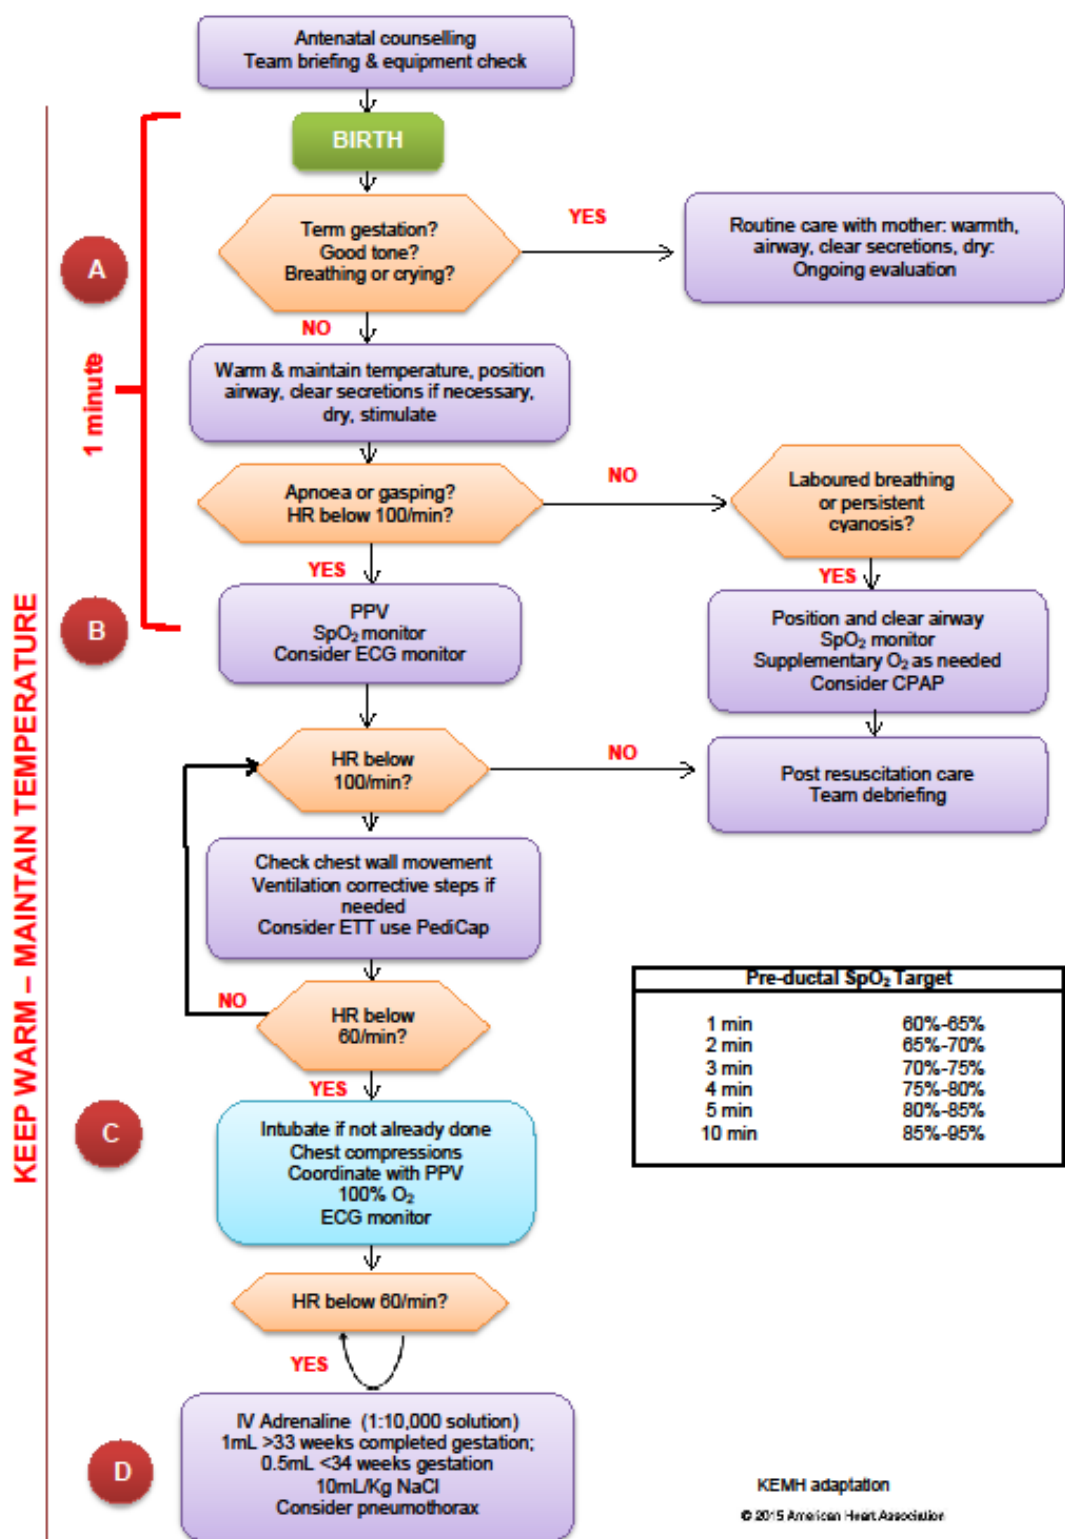 Antenatal counselling
Team briefing & equipment check
BIRTH
Term gestation?
Good tone?
Breathing or crying?
YES
Routine care with mother: warmth,
airway, clear secretions, dry:
Ongoing evaluation
A
NO
1 minute
Warm & maintain temperature, position
airway, clear secretions if necessary,
dry, stimulate
Apnoea or gasping?
HR below 100/min?
NO
Laboured breathing
or persistent
cyanosis?
YES
YES
B
PPV
SpO₂ monitor
Consider ECG monitor
Position and clear airway
SpO₂ monitor
Supplementary O₂ as needed
Consider CPAP
KEEP WARM – MAINTAIN TEMPERATURE
HR below
100/min?
NO
Post resuscitation care
Team debriefing
Check chest wall movement
Ventilation corrective steps if
needed
Consider ETT use PediCap
NO
HR below
60/min?
YES
Pre-ductal SpO₂ Target
1 min 60%-65%
2 min 65%-70%
3 min 70%-75%
4 min 75%-80%
5 min 80%-85%
10 min 85%-95%
C
Intubate if not already done
Chest compressions
Coordinate with PPV
100% O₂
ECG monitor
HR below 60/min?
YES
D
IV Adrenaline (1:10,000 solution)
1mL >33 weeks completed gestation;
0.5mL <34 weeks gestation
10mL/Kg NaCl
Consider pneumothorax
KEMH adaptation
© 2015 American Heart Association